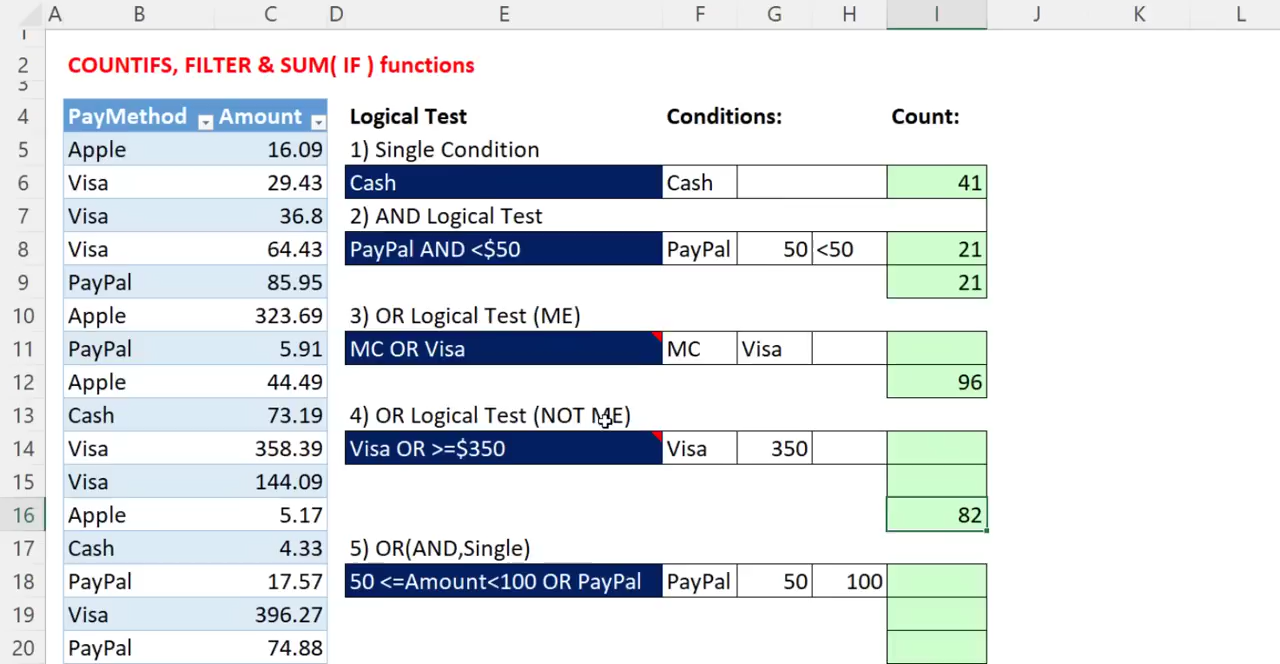 A B C D E F G H I J K L
1
2 COUNTIFS, FILTER & SUM( IF ) functions
3
4 PayMethod Amount Logical Test Conditions: Count:
5 Apple 16.09 1) Single Condition
6 Visa 29.43 Cash Cash 41
7 Visa 36.8 2) AND Logical Test
8 Visa 64.43 PayPal AND <$50 PayPal 50 <50 21
9 PayPal 85.95 21
10 Apple 323.69 3) OR Logical Test (ME)
11 PayPal 5.91 MC OR Visa MC Visa
12 Apple 44.49 96
13 Cash 73.19 4) OR Logical Test (NOT ME)
14 Visa 358.39 Visa OR >=$350 Visa 350
15 Visa 144.09
16 Apple 5.17 82
17 Cash 4.33 5) OR(AND,Single)
18 PayPal 17.57 50 <=Amount<100 OR PayPal PayPal 50 100
19 Visa 396.27
20 PayPal 74.88